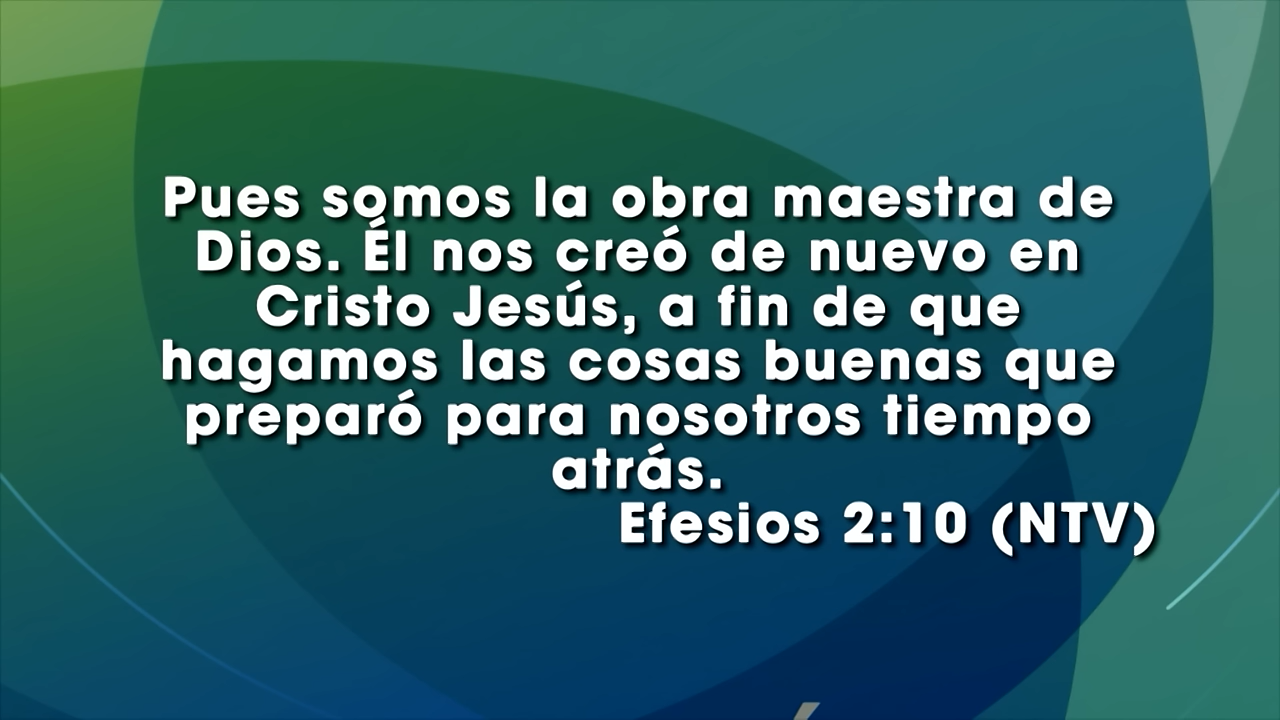 Pues somos la obra maestra de
Dios. Él nos creó de nuevo en
Cristo Jesús, a fin de que
hagamos las cosas buenas que
preparó para nosotros tiempo
atrás.
Efesios 2:10 (NTV)